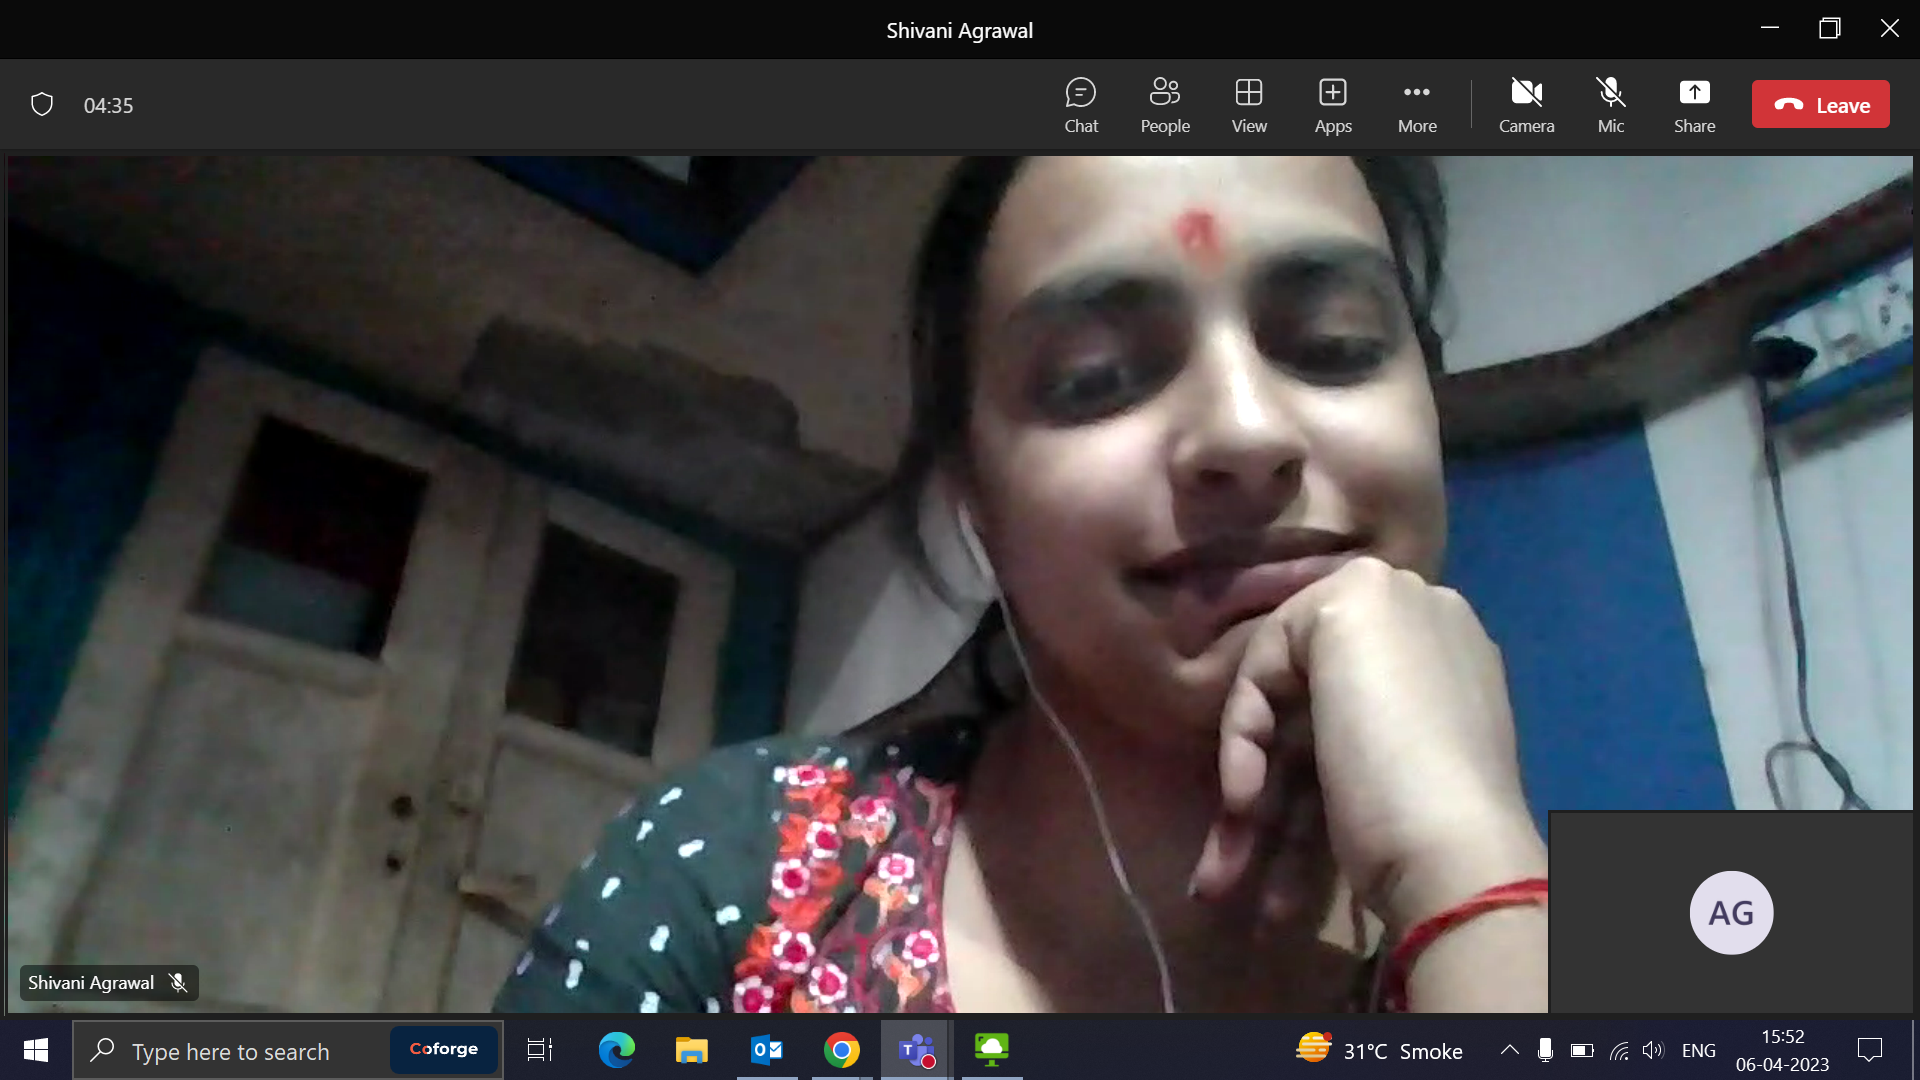 Shivani Agrawal
04:35
Chat
People
View
Apps
More
Camera
Mic
Share
Leave
AG
Shivani Agrawal
Type here to search
Coforge
31°C Smoke
ENG
15:52
06-04-2023